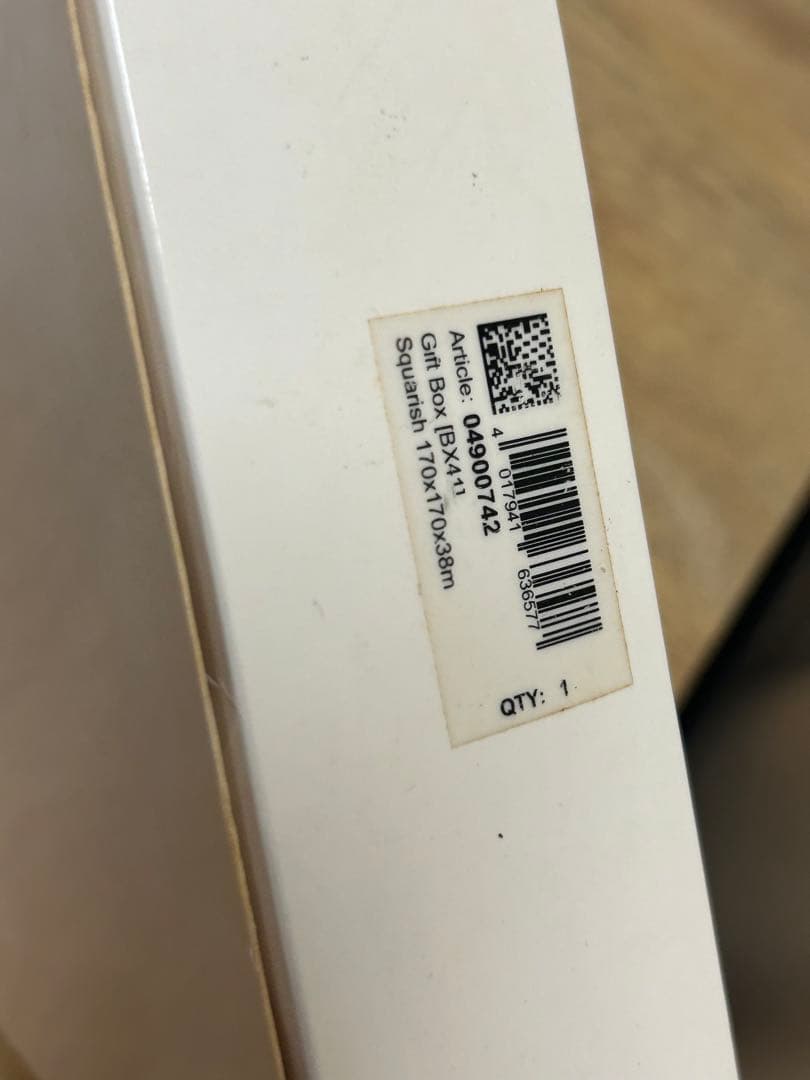 4 017941 636577
Article: 04900742
Gift Box [BX41]
Squarish 170x170x38m
QTY: 1